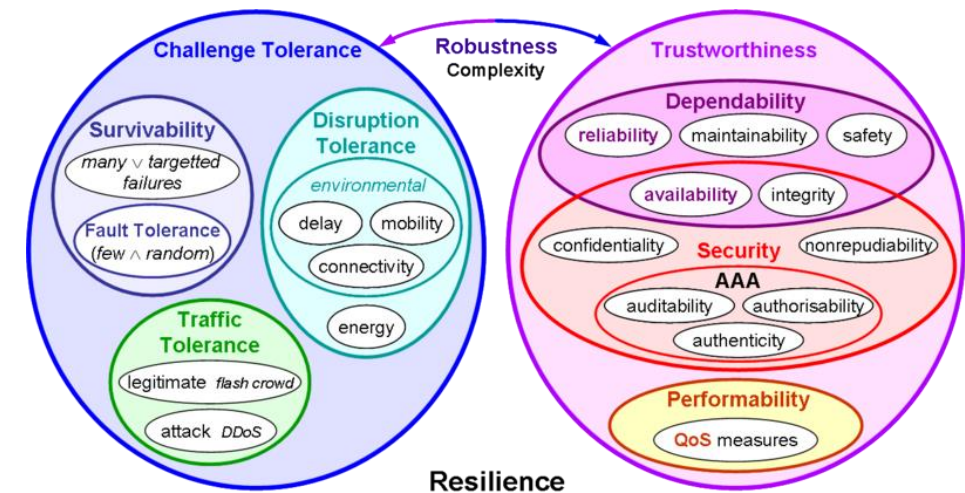 Challenge Tolerance
Robustness
Complexity
Trustworthiness
Survivability
many ∨ targetted
failures
Fault Tolerance
(few ∧ random)
Disruption
Tolerance
environmental
delay
mobility
connectivity
energy
Traffic
Tolerance
legitimate flash crowd
attack DDoS
Dependability
reliability
maintainability
safety
availability
integrity
confidentiality
Security
nonrepudiability
AAA
auditability
authorisability
authenticity
Performability
QoS measures
Resilience